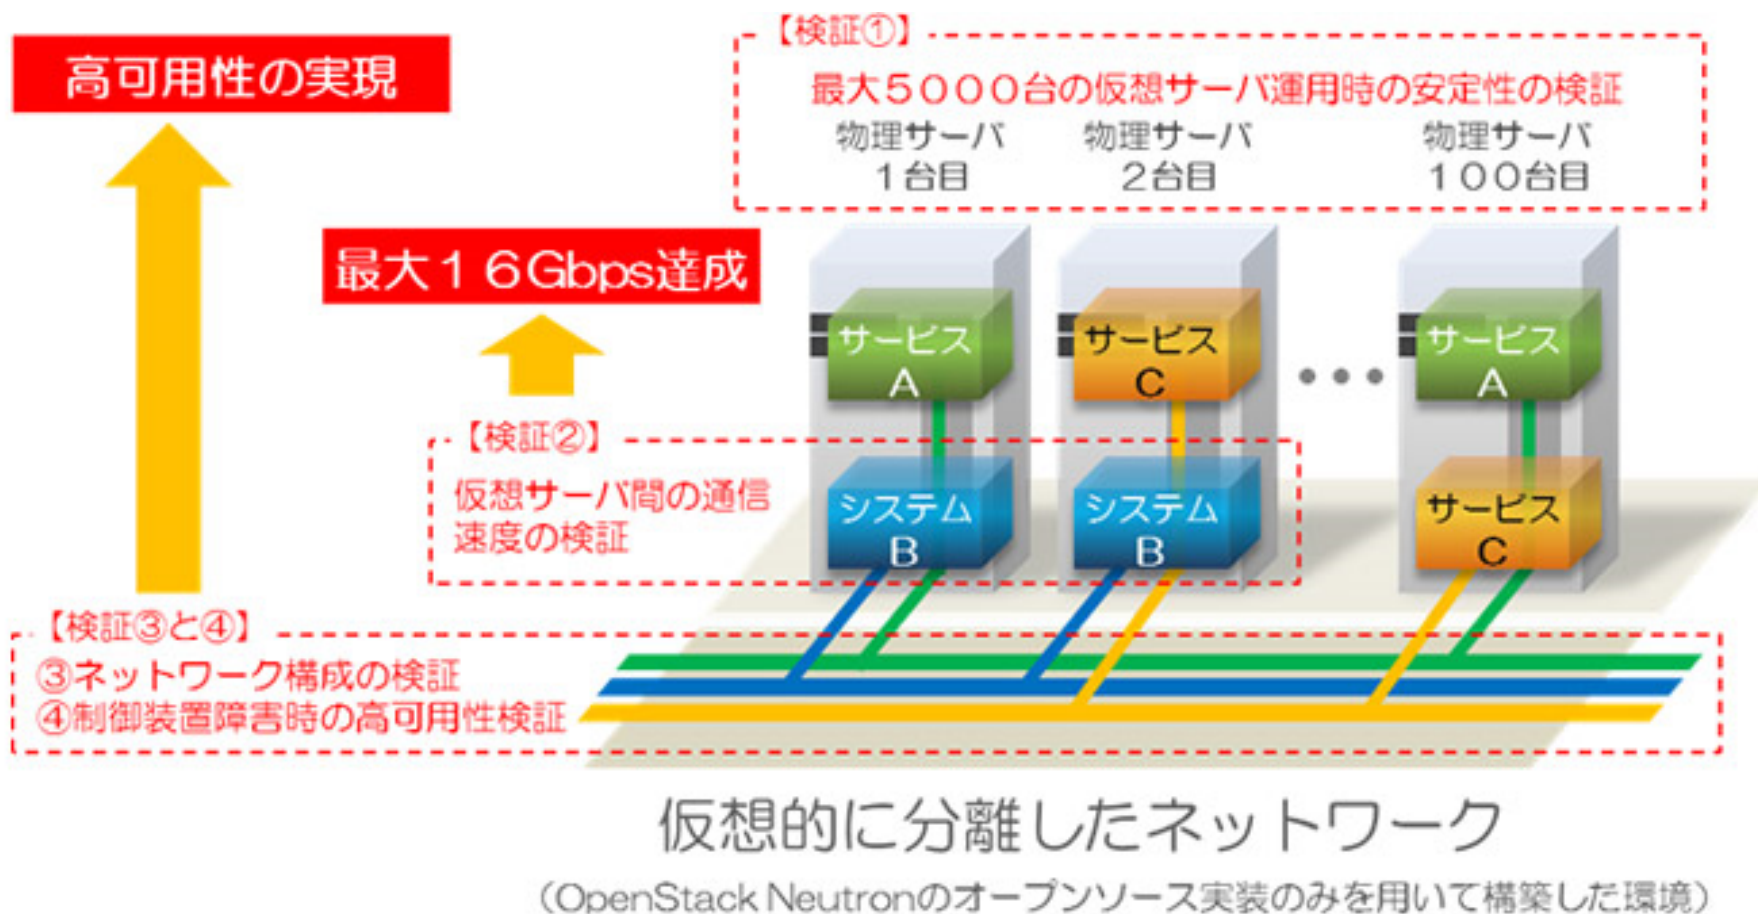 【検証①】
高可用性の実現
最大5000台の仮想サーバ運用時の安定性の検証
物理サーバ
1台目
物理サーバ
2台目
物理サーバ
100台目
最大16Gbps達成
サービス
A
サービス
C
•••
サービス
A
【検証②】
仮想サーバ間の通信
速度の検証
システム
B
システム
B
サービス
C
【検証③と④】
③ネットワーク構成の検証
④制御装置障害時の高可用性検証
仮想的に分離したネットワーク
（OpenStack Neutronのオープンソース実装のみを用いて構築した環境）